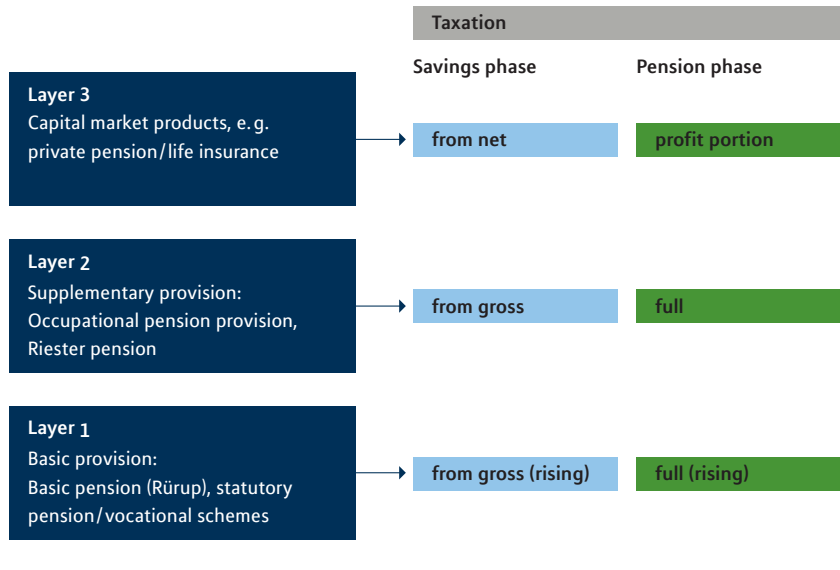 Taxation
Savings phase
Pension phase
Layer 3
Capital market products, e. g.
private pension / life insurance
from net
profit portion
Layer 2
Supplementary provision:
Occupational pension provision,
Riester pension
from gross
full
Layer 1
Basic provision:
Basic pension (Rürup), statutory
pension / vocational schemes
from gross (rising)
full (rising)